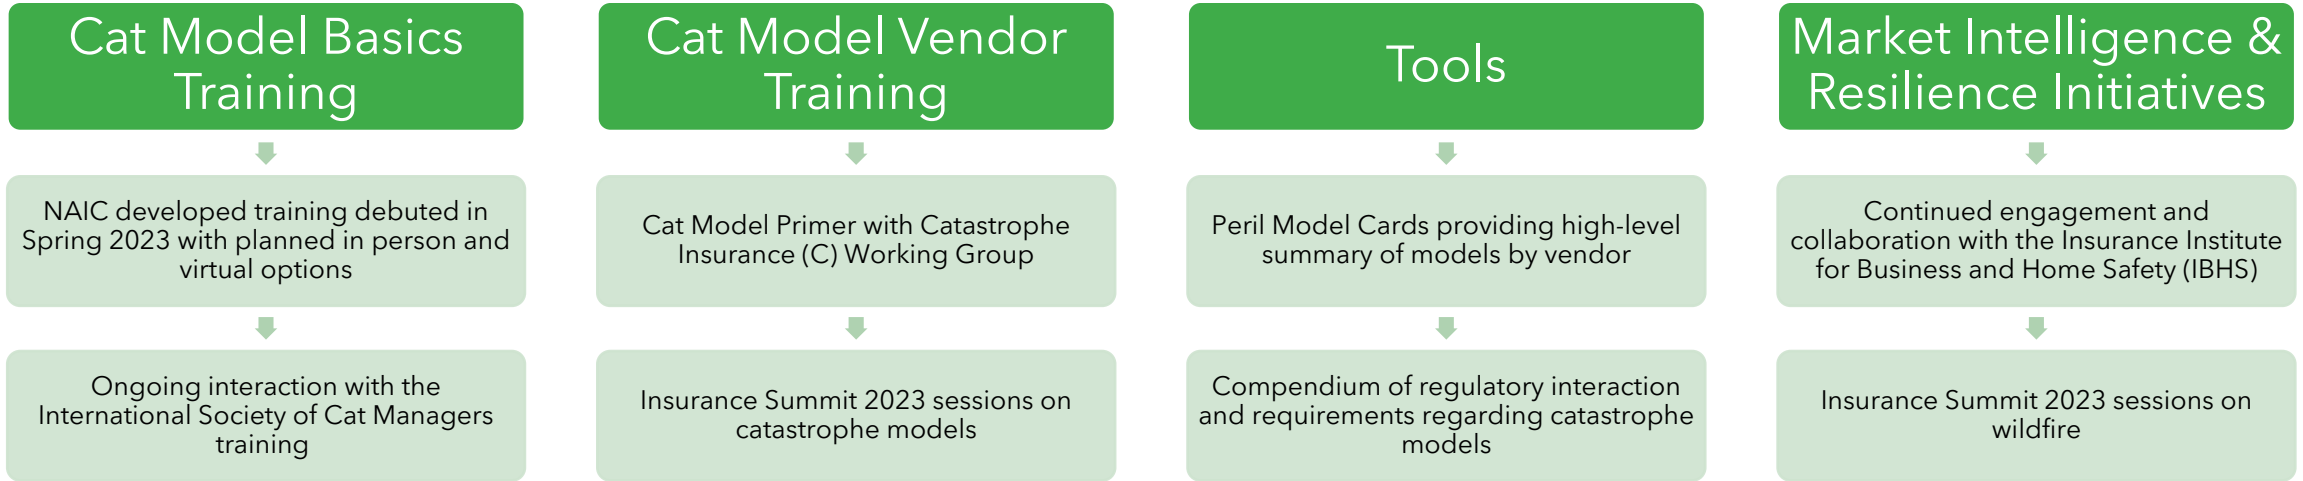 Cat Model Basics
Training
NAIC developed training debuted in
Spring 2023 with planned in person and
virtual options
Ongoing interaction with the
International Society of Cat Managers
training
Cat Model Vendor
Training
Cat Model Primer with Catastrophe
Insurance (C) Working Group
Insurance Summit 2023 sessions on
catastrophe models
Tools
Peril Model Cards providing high-level
summary of models by vendor
Compendium of regulatory interaction
and requirements regarding catastrophe
models
Market Intelligence &
Resilience Initiatives
Continued engagement and
collaboration with the Insurance Institute
for Business and Home Safety (IBHS)
Insurance Summit 2023 sessions on
wildfire